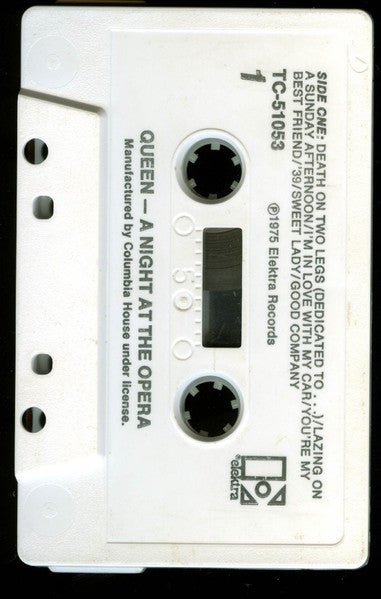 SIDE ONE: DEATH ON TWO LEGS (DEDICATED TO . . .)/LAZING ON
A SUNDAY AFTERNOON/I'M IN LOVE WITH MY CAR/YOU'RE MY
BEST FRIEND/'39/SWEET LADY/GOOD COMPANY
TC-51053
1
℗1975 Elektra Records
elektra
50
QUEEN — A NIGHT AT THE OPERA
Manufactured by Columbia House under license.